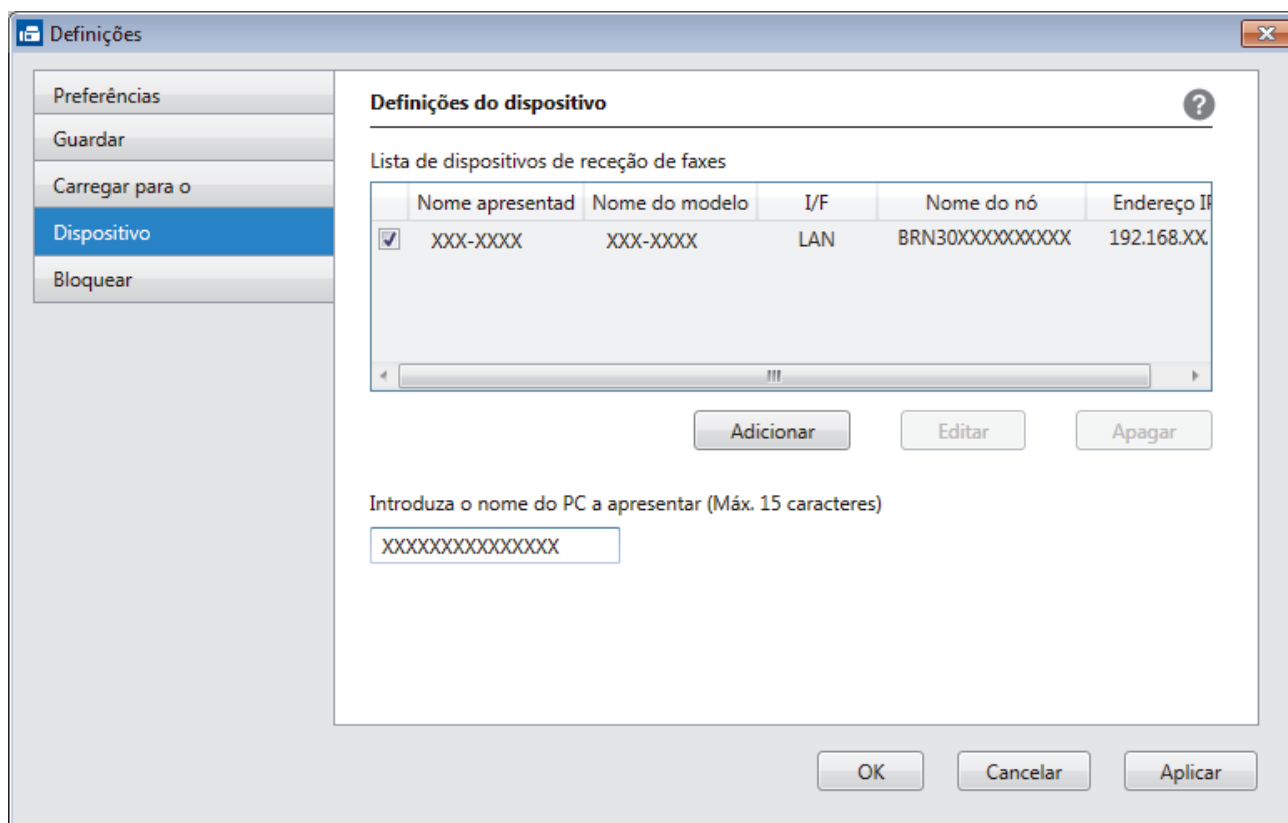 Definições
Preferências
Guardar
Carregar para o
Dispositivo
Bloquear
Definições do dispositivo
?
Lista de dispositivos de receção de faxes
Nome apresentad Nome do modelo I/F Nome do nó Endereço IP
XXX-XXXX XXX-XXXX LAN BRN30XXXXXXXXXX 192.168.XX.
Adicionar Editar Apagar
Introduza o nome do PC a apresentar (Máx. 15 caracteres)
XXXXXXXXXXXXXXX
OK Cancelar Aplicar